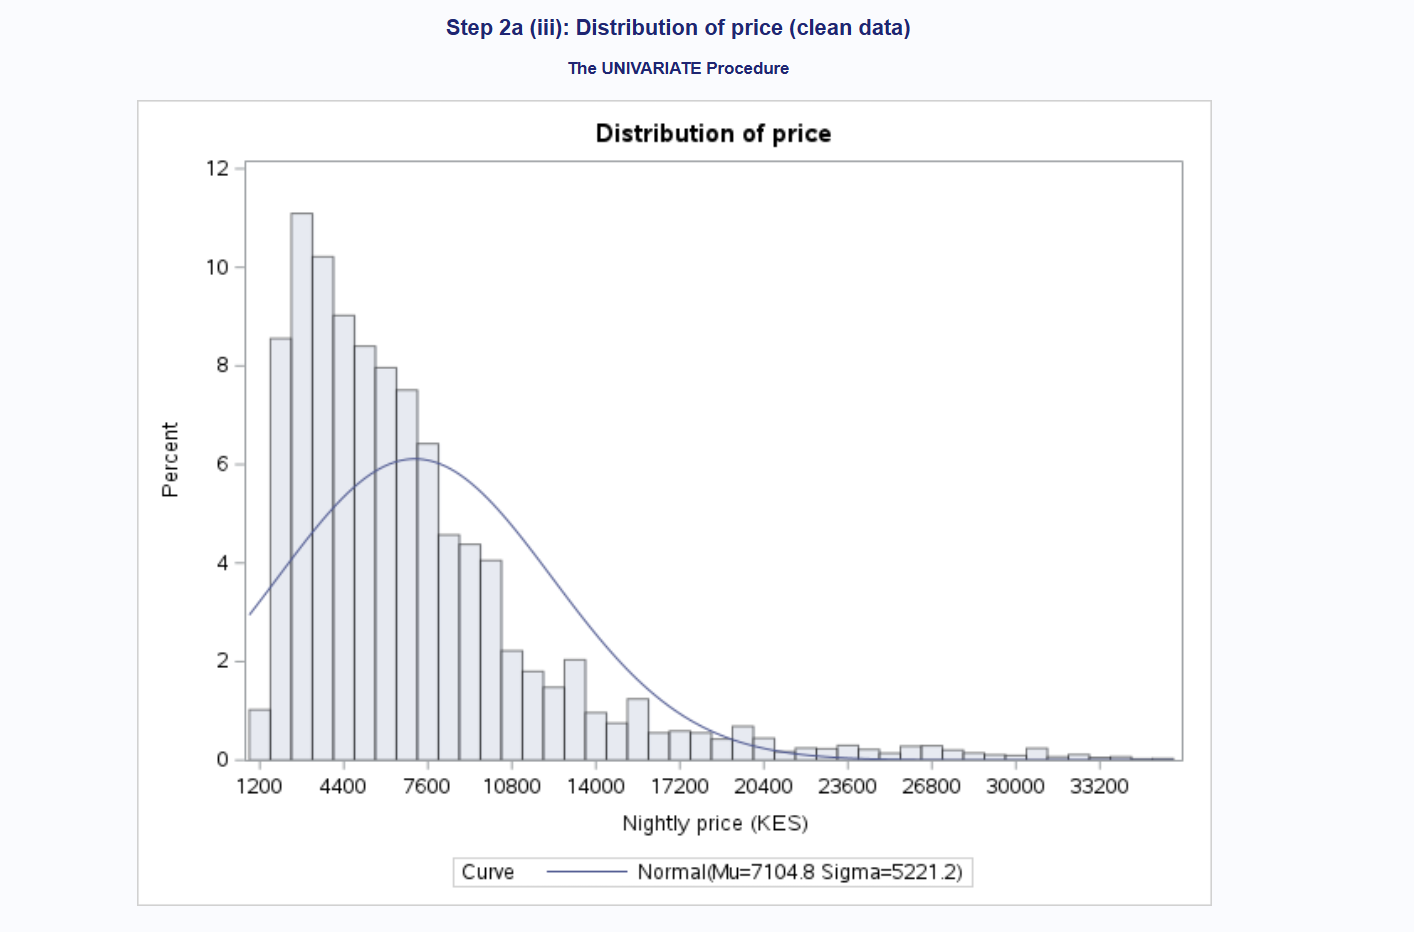 Step 2a (iii): Distribution of price (clean data)
The UNIVARIATE Procedure
Distribution of price
12
10
8
6
4
2
0
Percent
1200 4400 7600 10800 14000 17200 20400 23600 26800 30000 33200
Nightly price (KES)
Curve Normal(Mu=7104.8 Sigma=5221.2)